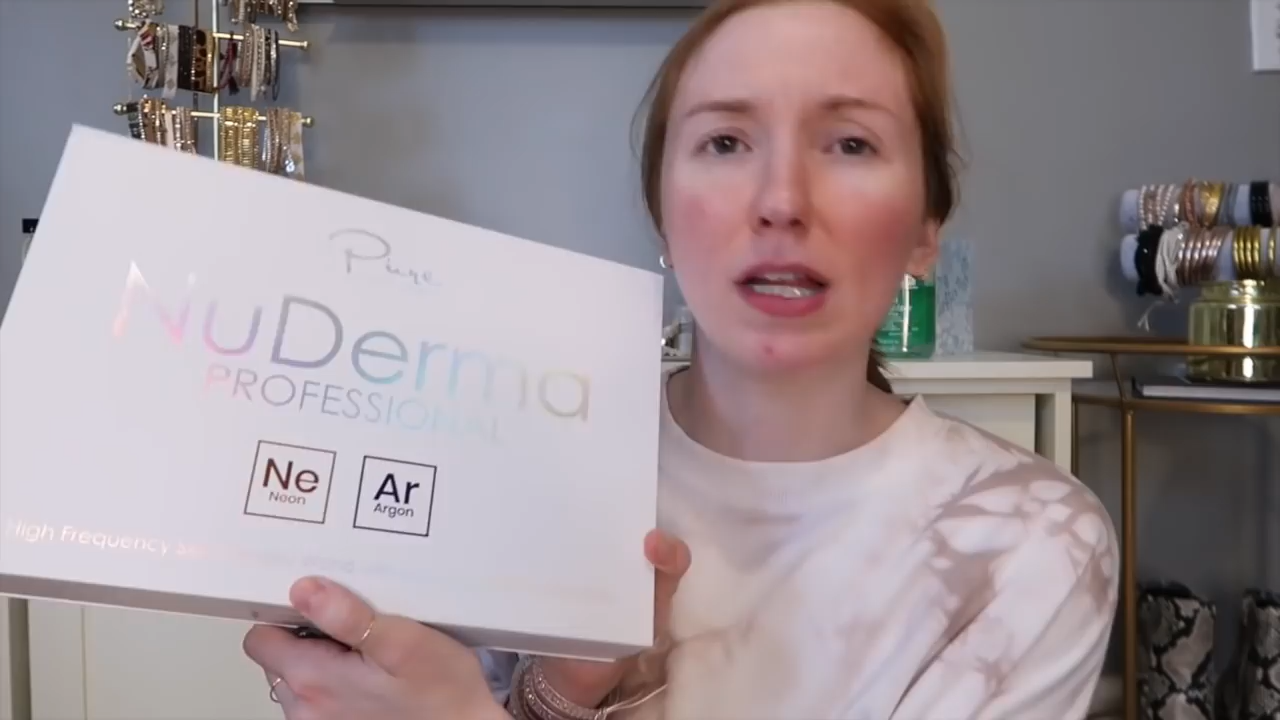 Pure
NuDerma
PROFESSIONAL
Ne
Neon
Ar
Argon
High Frequency